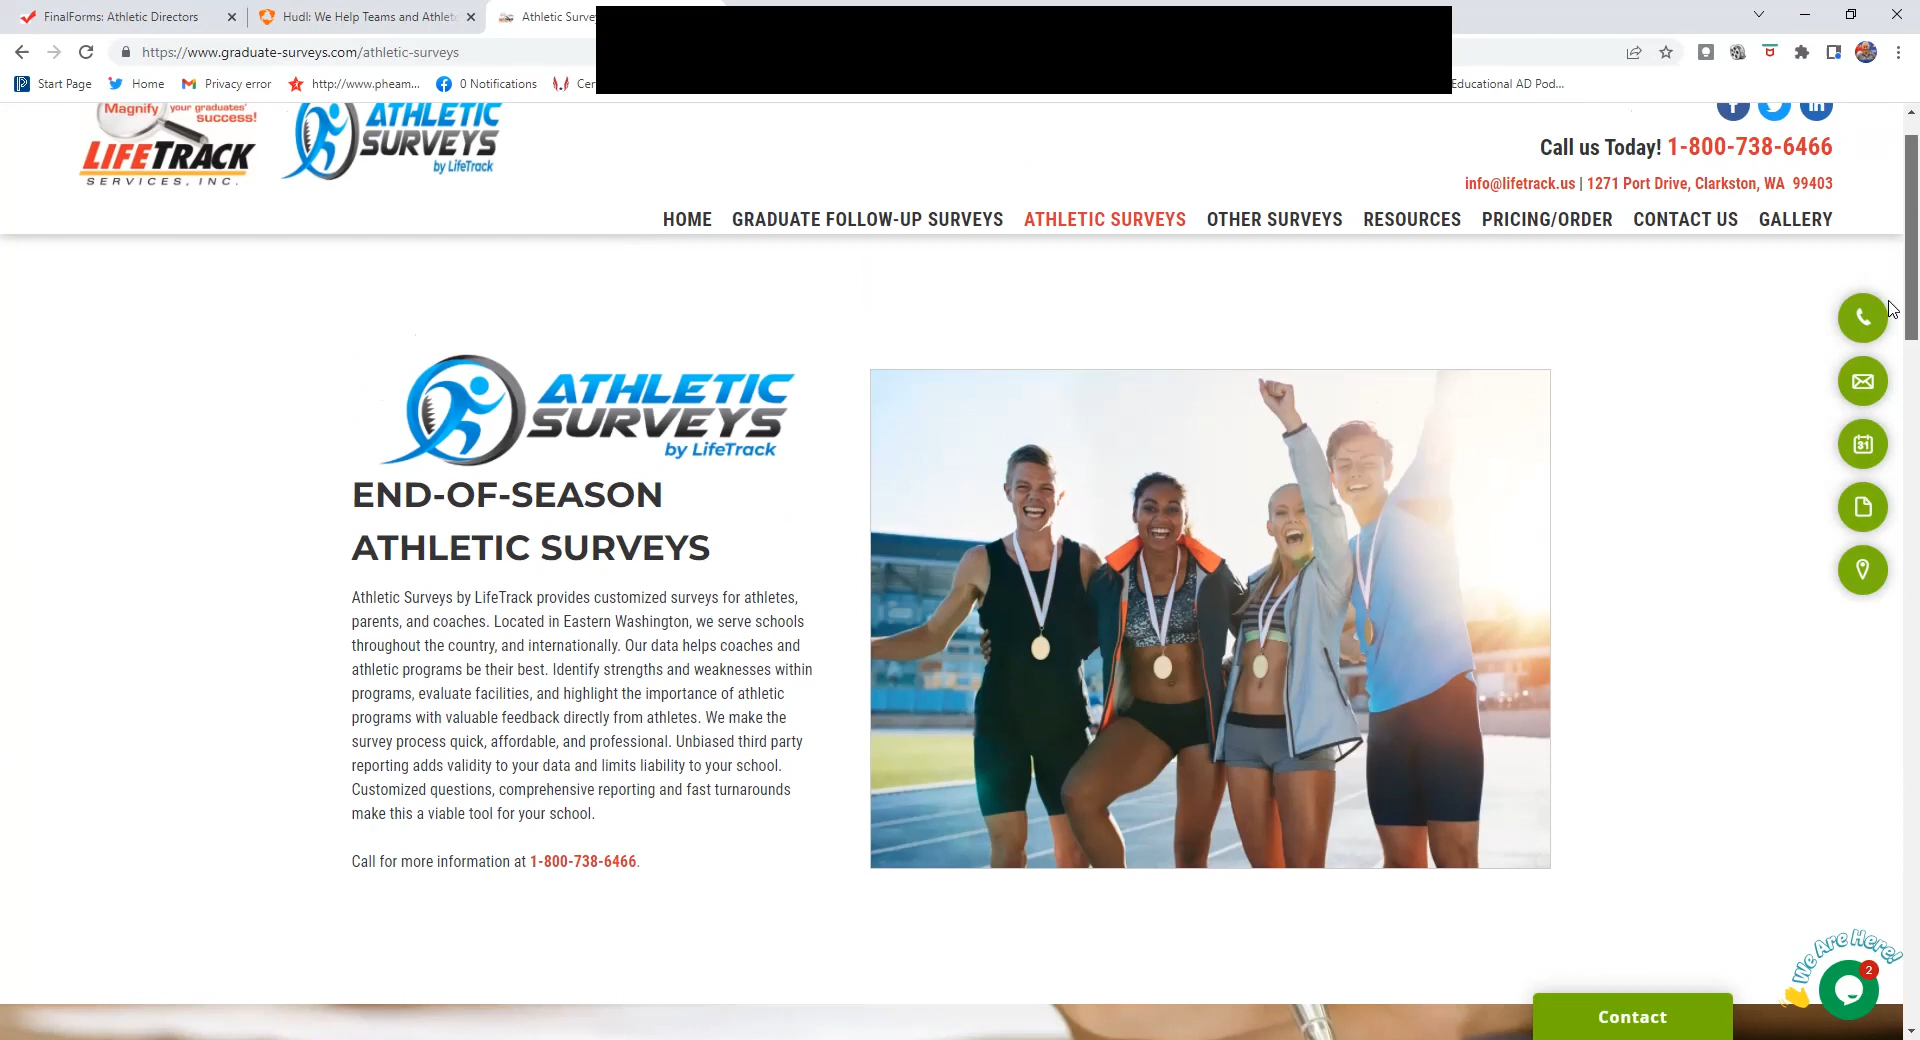 FinalForms: Athletic Directors
Hudl: We Help Teams and Athlet
Athletic Surve
https://www.graduate-surveys.com/athletic-surveys
Start Page
Home
Privacy error
http://www.pheam...
0 Notifications
Cer
Educational AD Pod...
Magnify your graduates' success!
LIFETRACK
SERVICES, INC.
ATHLETIC
SURVEYS
by LifeTrack
Call us Today! 1-800-738-6466
info@lifetrack.us | 1271 Port Drive, Clarkston, WA 99403
HOME GRADUATE FOLLOW-UP SURVEYS ATHLETIC SURVEYS OTHER SURVEYS RESOURCES PRICING/ORDER CONTACT US GALLERY
ATHLETIC
SURVEYS
by LifeTrack
END-OF-SEASON
ATHLETIC SURVEYS
Athletic Surveys by LifeTrack provides customized surveys for athletes,
parents, and coaches. Located in Eastern Washington, we serve schools
throughout the country, and internationally. Our data helps coaches and
athletic programs be their best. Identify strengths and weaknesses within
programs, evaluate facilities, and highlight the importance of athletic
programs with valuable feedback directly from athletes. We make the
survey process quick, affordable, and professional. Unbiased third party
reporting adds validity to your data and limits liability to your school.
Customized questions, comprehensive reporting and fast turnarounds
make this a viable tool for your school.
Call for more information at 1-800-738-6466.
31
We Are Here!
2
Contact